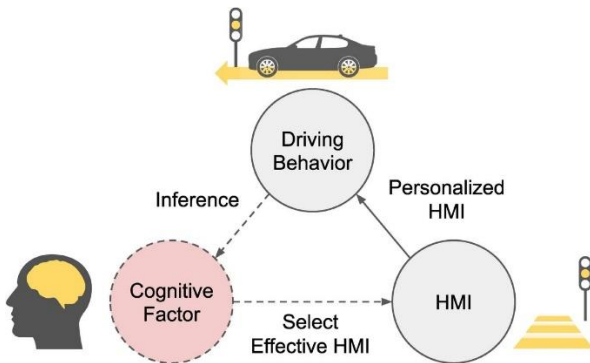 Driving
Behavior
Inference
Personalized
HMI
Cognitive
Factor
Select
Effective HMI
HMI